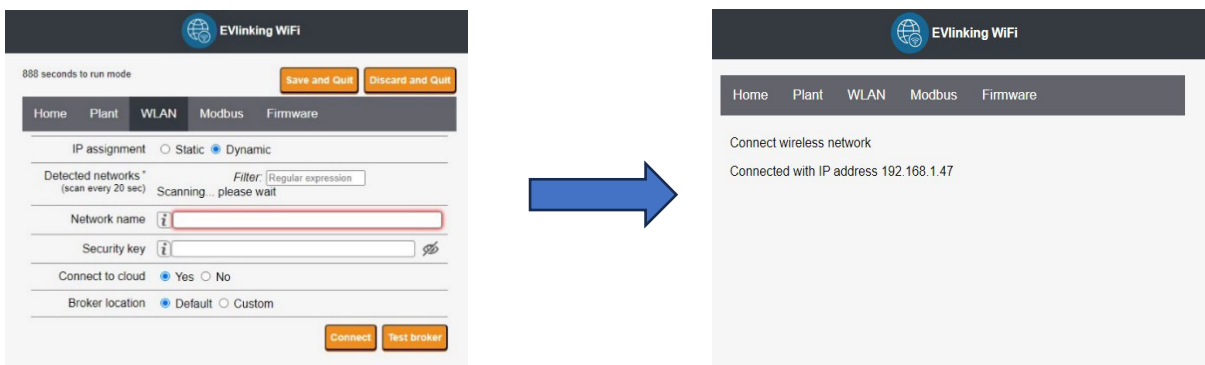 EVlinking WiFi
888 seconds to run mode
Save and Quit
Discard and Quit
Home Plant WLAN Modbus Firmware
IP assignment Static Dynamic
Detected networks *
(scan every 20 sec)
Filter: Regular expression
Scanning... please wait
Network name i
Security key i
Connect to cloud Yes No
Broker location Default Custom
Connect Test broker
EVlinking WiFi
Home Plant WLAN Modbus Firmware
Connect wireless network
Connected with IP address 192.168.1.47